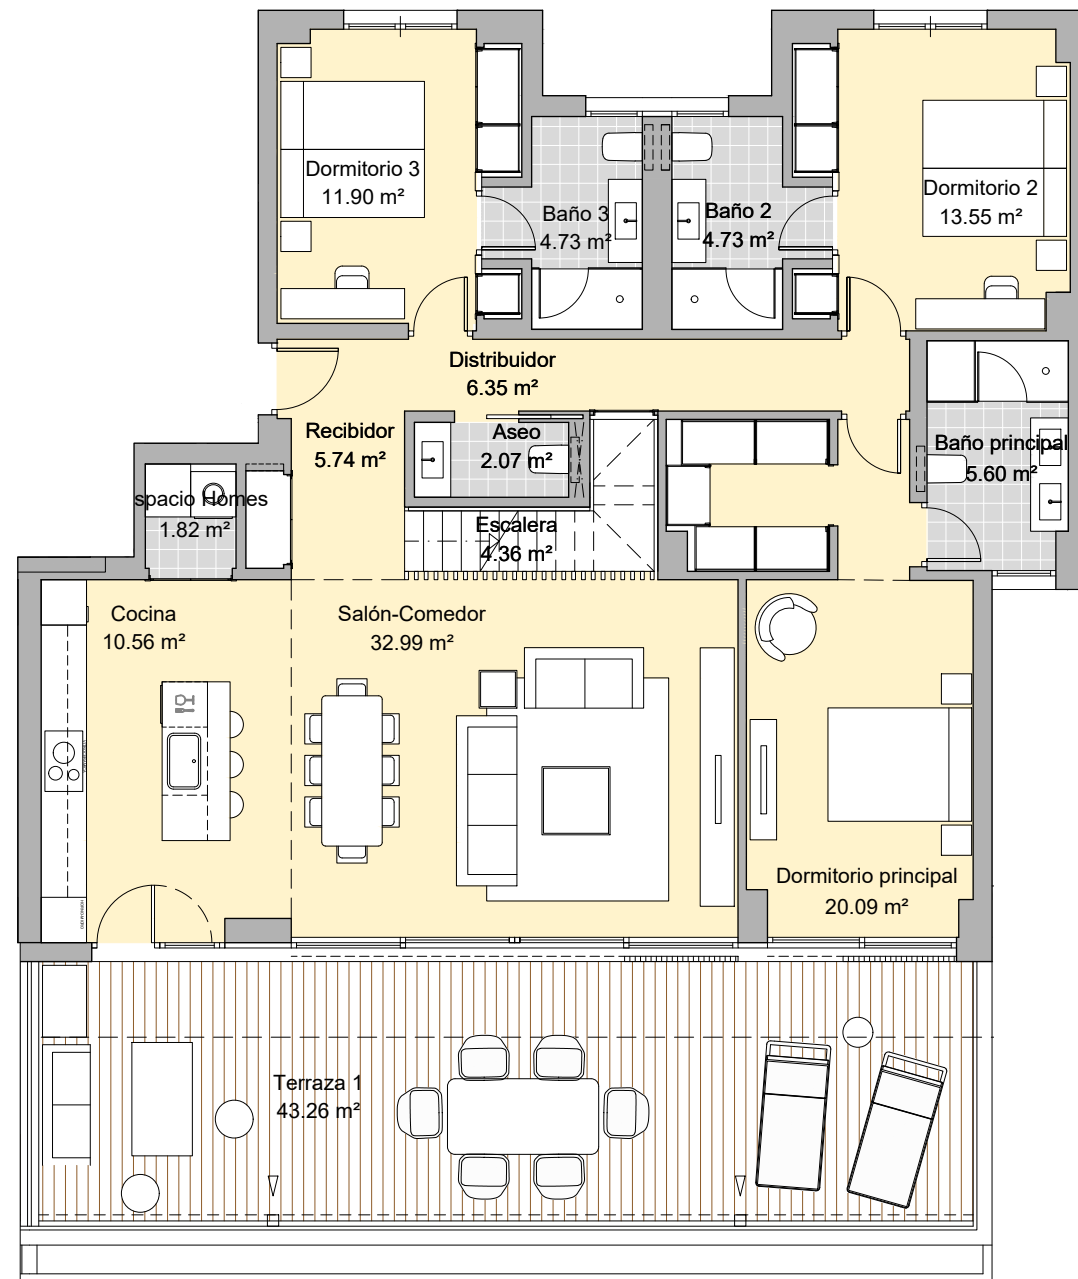 Dormitorio 3
11.90 m²
Dormitorio 2
13.55 m²
Baño 3
4.73 m²
Baño 2
4.73 m²
Distribuidor
6.35 m²
Recibidor
5.74 m²
Aseo
2.07 m²
Baño principal
5.60 m²
spacio Homes
1.82 m²
Escalera
4.36 m²
Cocina
10.56 m²
Salón-Comedor
32.99 m²
Dormitorio principal
20.09 m²
Terraza 1
43.26 m²